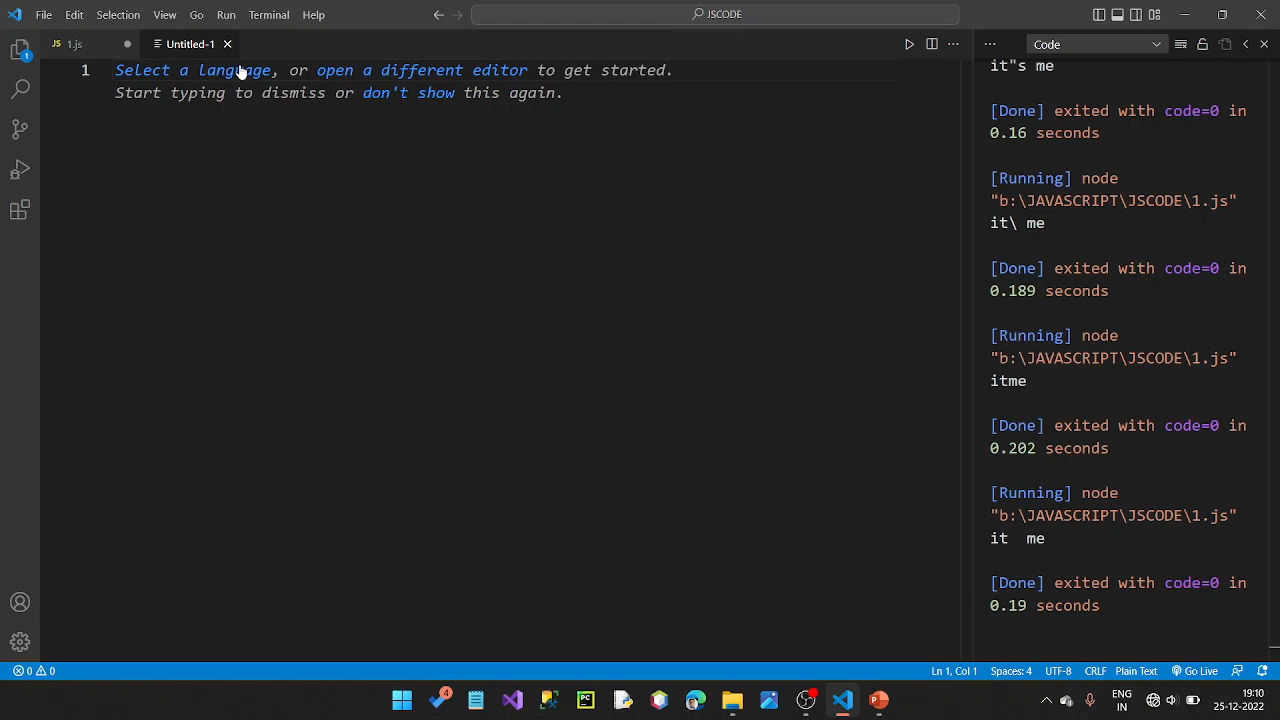 File Edit Selection View Go Run Terminal Help
JSCODE
JS 1.js
Untitled-1
Code
1
Select a language, or open a different editor to get started.
Start typing to dismiss or don't show this again.
it"s me
[Done] exited with code=0 in
0.16 seconds
[Running] node
"b:\JAVASCRIPT\JSCODE\1.js"
it\ me
[Done] exited with code=0 in
0.189 seconds
[Running] node
"b:\JAVASCRIPT\JSCODE\1.js"
itme
[Done] exited with code=0 in
0.202 seconds
[Running] node
"b:\JAVASCRIPT\JSCODE\1.js"
it  me
[Done] exited with code=0 in
0.19 seconds
1
0 0
Ln 1, Col 1
Spaces: 4
UTF-8
CRLF
Plain Text
Go Live
4
PC
ENG
IN
19:10
25-12-2022